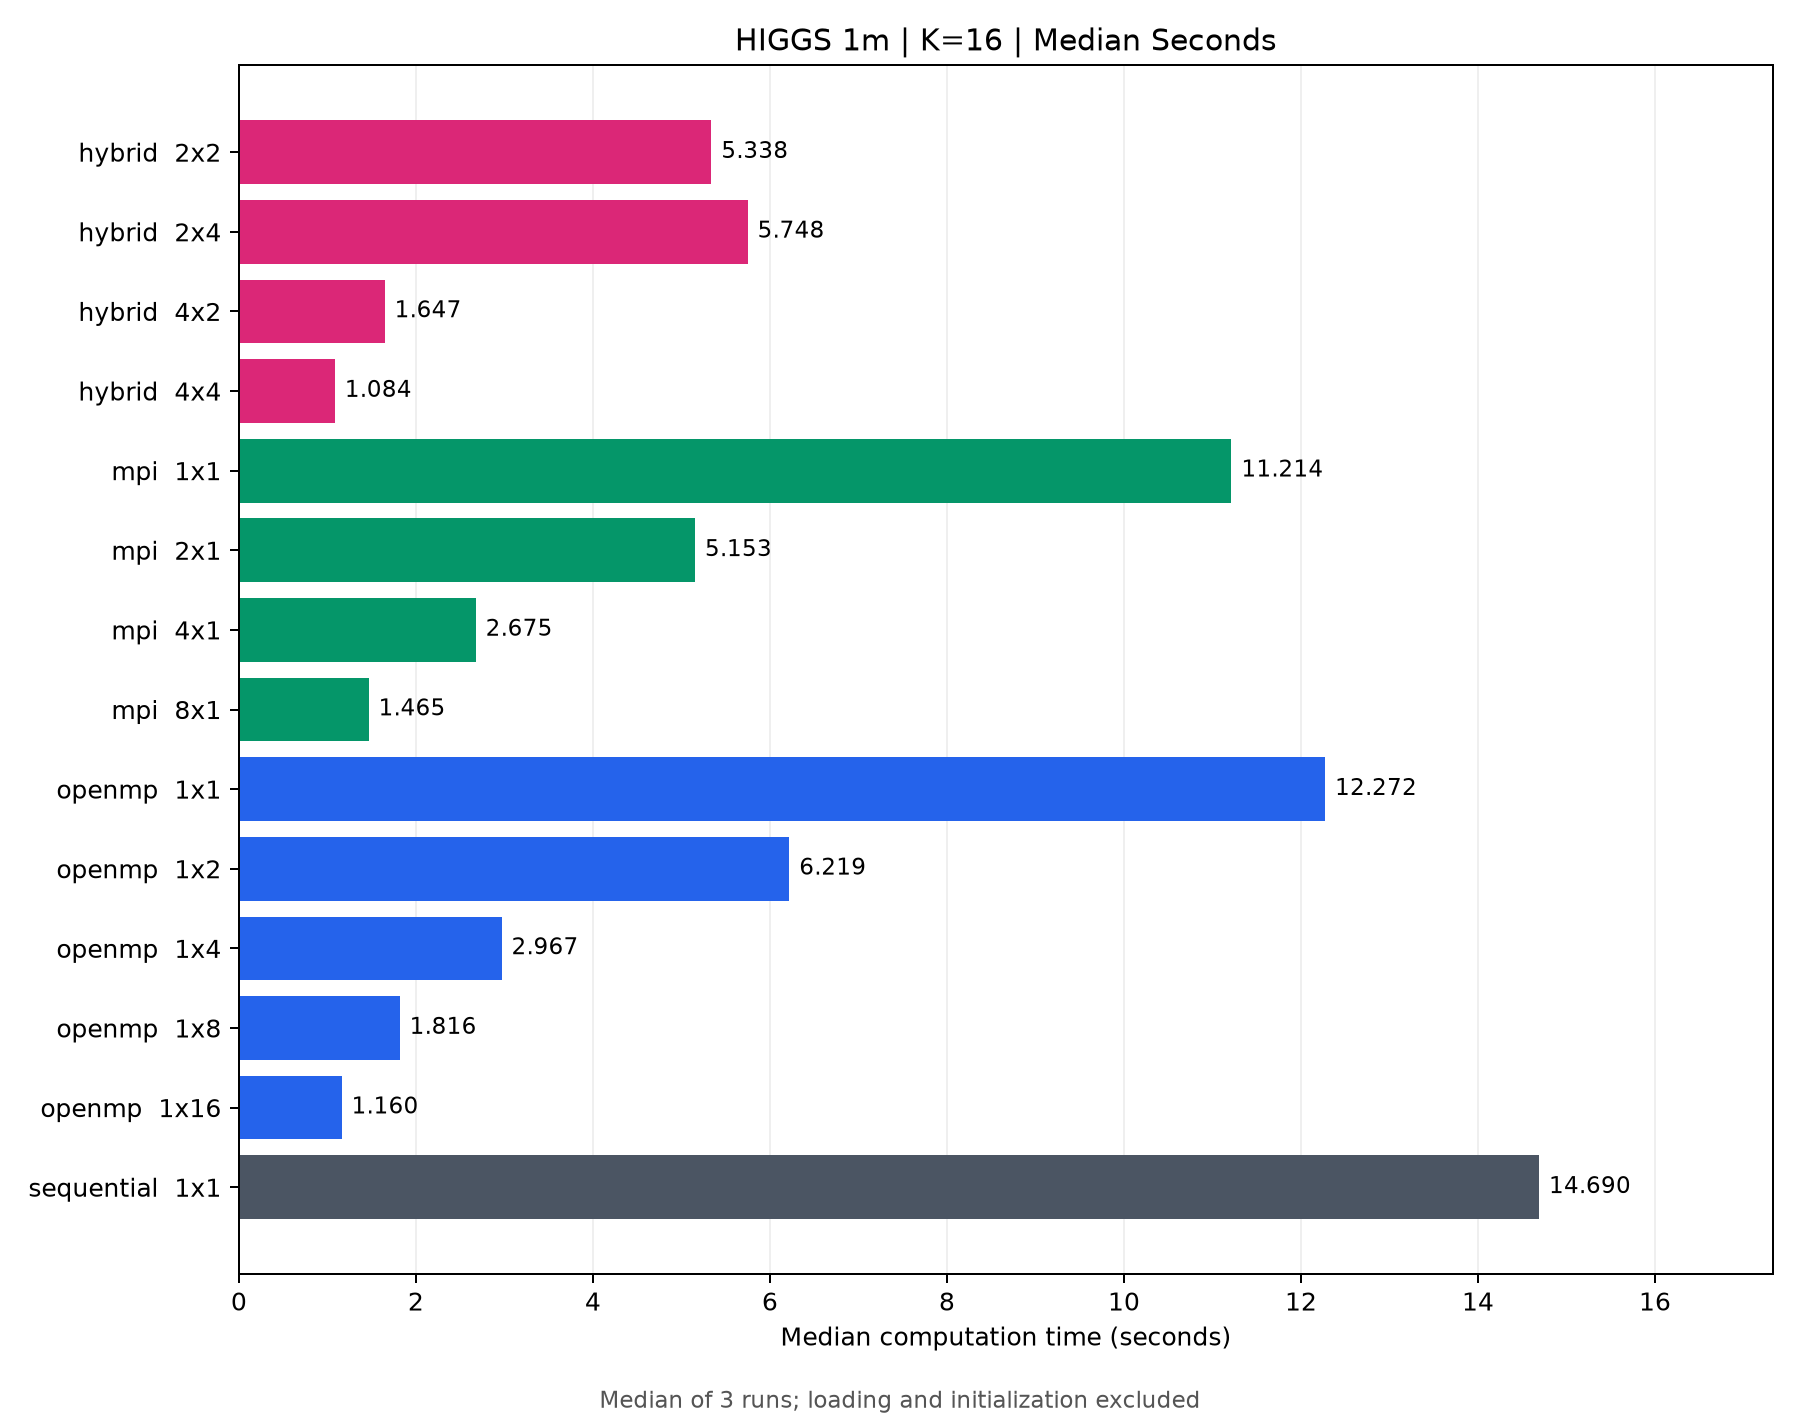 HIGGS 1m | K=16 | Median Seconds
hybrid 2x2 5.338
hybrid 2x4 5.748
hybrid 4x2 1.647
hybrid 4x4 1.084
mpi 1x1 11.214
mpi 2x1 5.153
mpi 4x1 2.675
mpi 8x1 1.465
openmp 1x1 12.272
openmp 1x2 6.219
openmp 1x4 2.967
openmp 1x8 1.816
openmp 1x16 1.160
sequential 1x1 14.690
0 2 4 6 8 10 12 14 16
Median computation time (seconds)
Median of 3 runs; loading and initialization excluded